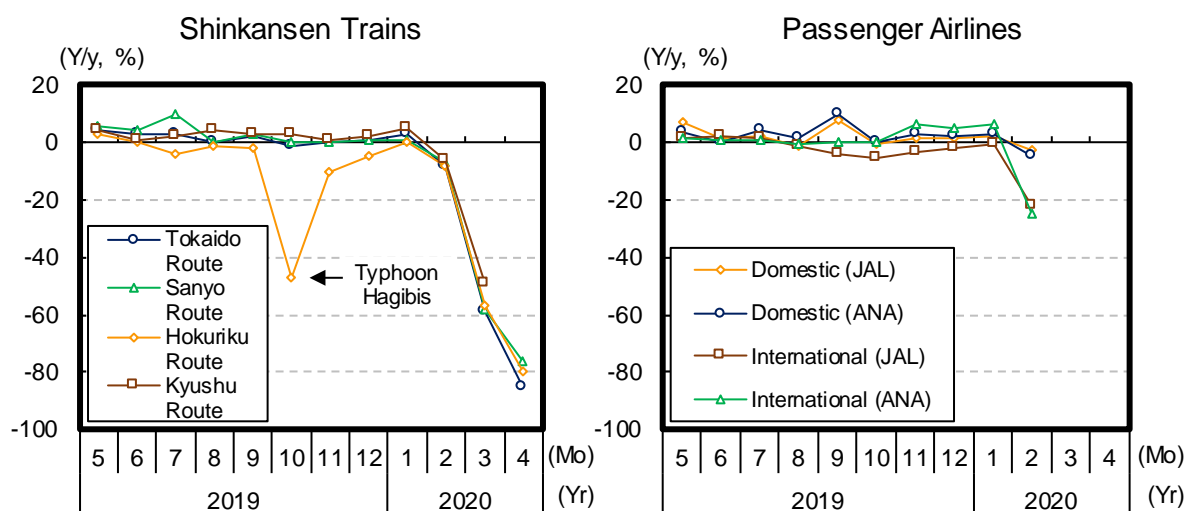 Shinkansen Trains
(Y/y, %)
20
0
-20
-40
-60
-80
-100
Tokaido
Route
Sanyo
Route
Hokuriku
Route
Kyushu
Route
Typhoon
Hagibis
5 6 7 8 9 10 11 12 1 2 3 4 (Mo)
2019 2020 (Yr)
Passenger Airlines
(Y/y, %)
20
0
-20
-40
-60
-80
-100
Domestic (JAL)
Domestic (ANA)
International (JAL)
International (ANA)
5 6 7 8 9 10 11 12 1 2 3 4 (Mo)
2019 2020 (Yr)